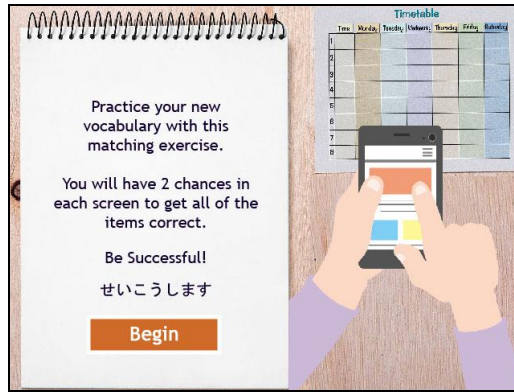 Practice your new
vocabulary with this
matching exercise.
You will have 2 chances in
each screen to get all of the
items correct.
Be Successful!
せいこうします
Begin
Timetable
Time Monday Tuesday Thursday Friday
1
2
3
4
5
6
7
8